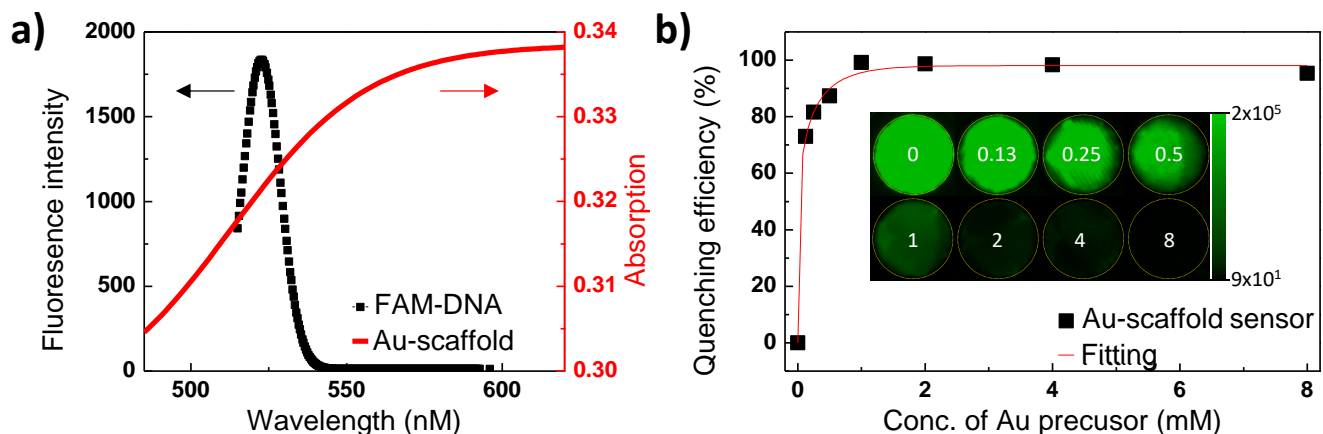 a)
2000
1500
1000
500
0
Fluoresence intensity
500
550
600
Wavelength (nM)
0.34
0.33
0.32
0.31
0.30
Absorption
FAM-DNA
Au-scaffold
b)
100
80
60
40
20
0
Quenching efficiency (%)
0
2
4
6
8
Conc. of Au precusor (mM)
0 0.13 0.25 0.5
1 2 4 8
2x10⁵
9x10¹
Au-scaffold sensor
Fitting